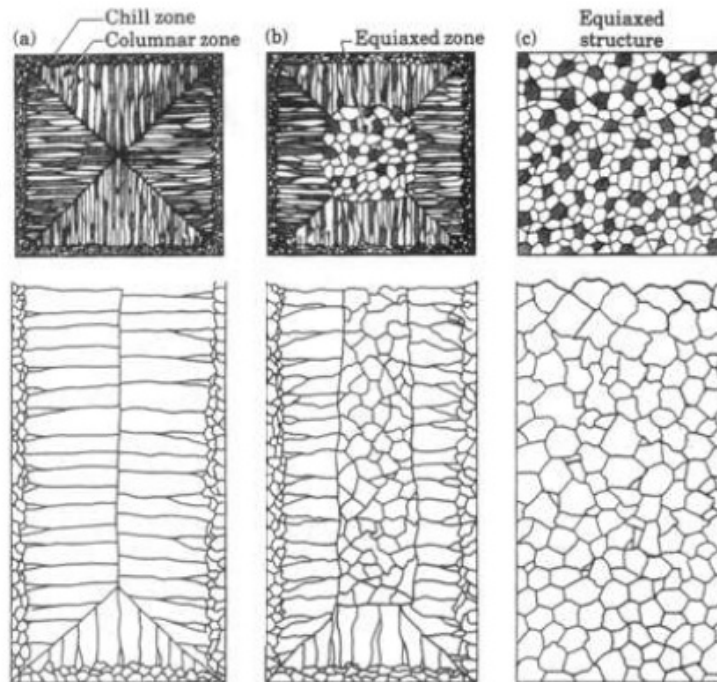 Chill zone
(a) Columnar zone
(b) Equiaxed zone
(c) Equiaxed
structure